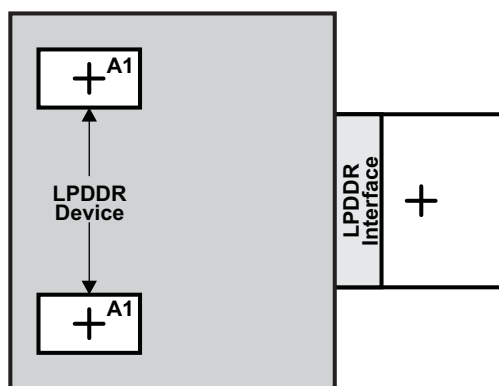 A1
LPDDR
Device
LPDDR
Interface
A1